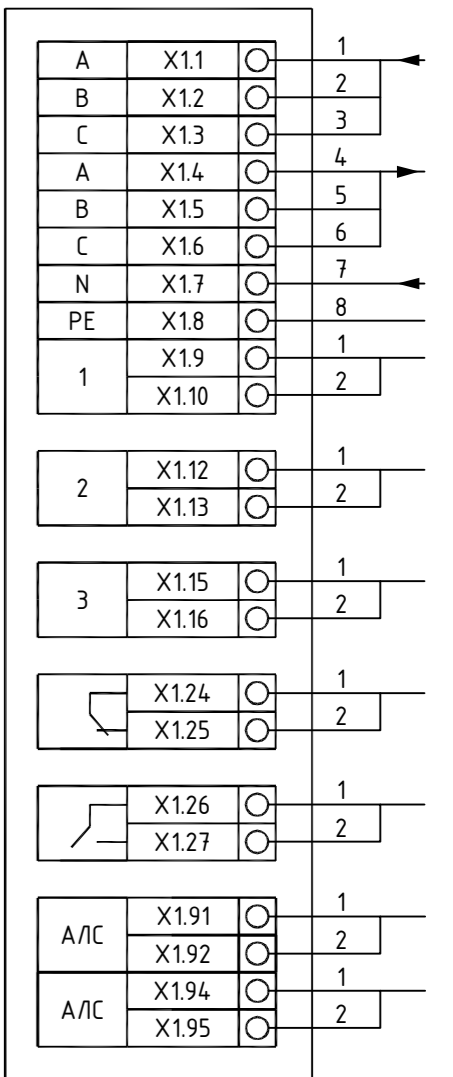 A X1.1 1
B X1.2 2
C X1.3 3
A X1.4 4
B X1.5 5
C X1.6 6
N X1.7 7
PE X1.8 8
1 X1.9 1
X1.10 2
2 X1.12 1
X1.13 2
3 X1.15 1
X1.16 2
X1.24 1
X1.25 2
X1.26 1
X1.27 2
АЛС X1.91 1
X1.92 2
АЛС X1.94 1
X1.95 2